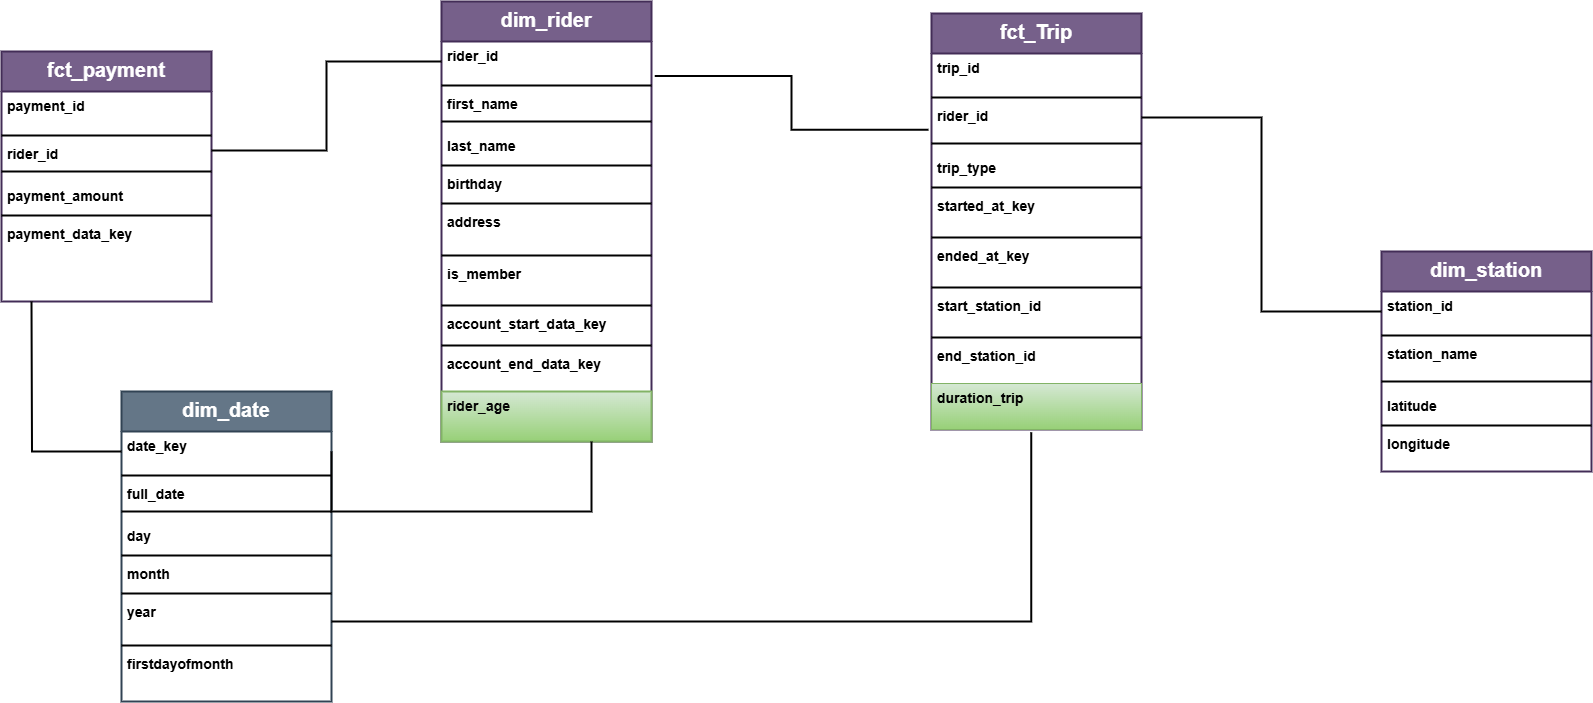 fct_payment
payment_id
rider_id
payment_amount
payment_data_key
dim_rider
rider_id
first_name
last_name
birthday
address
is_member
account_start_data_key
account_end_data_key
rider_age
fct_Trip
trip_id
rider_id
trip_type
started_at_key
ended_at_key
start_station_id
end_station_id
duration_trip
dim_station
station_id
station_name
latitude
longitude
dim_date
date_key
full_date
day
month
year
firstdayofmonth